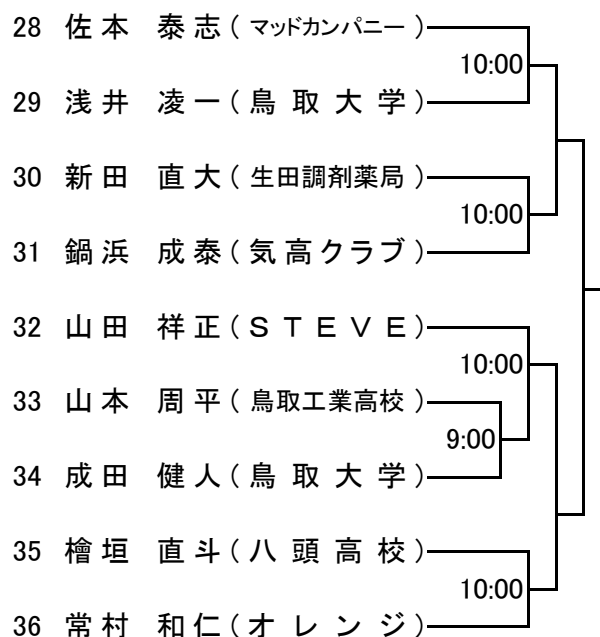 28 佐本 泰志 ( マッドカンパニー )
10:00
29 浅井 凌一 ( 鳥取大学 )
30 新田 直大 ( 生田調剤薬局 )
10:00
31 鍋浜 成泰 ( 気高クラブ )
32 山田 祥正 ( STEVE )
10:00
33 山本 周平 ( 鳥取工業高校 )
9:00
34 成田 健人 ( 鳥取大学 )
35 檜垣 直斗 ( 八頭高校 )
10:00
36 常村 和仁 ( オレンジ )